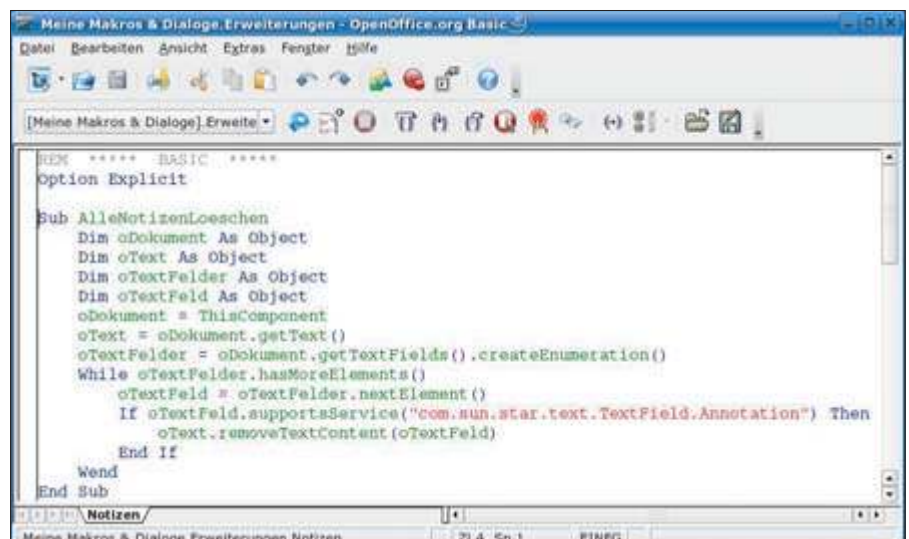 Meine Makros & Dialoge.Erweiterungen - OpenOffice.org Basic
Datei Bearbeiten Ansicht Extras Fenster Hilfe
[Meine Makros & Dialoge].Erweite
REM ***** BASIC *****
Option Explicit
Sub AlleNotizenLoeschen
Dim oDokument As Object
Dim oText As Object
Dim oTextFelder As Object
Dim oTextFeld As Object
oDokument = ThisComponent
oText = oDokument.getText()
oTextFelder = oDokument.getTextFields().createEnumeration()
While oTextFelder.hasMoreElements()
oTextFeld = oTextFelder.nextElement()
If oTextFeld.supportsService("com.sun.star.text.TextField.Annotation") Then
oText.removeTextContent(oTextFeld)
End If
Wend
End Sub
Notizen
Meine Makros & Dialoge.Erweiterungen.Notizen Zl 4, Sp 1 EINFG